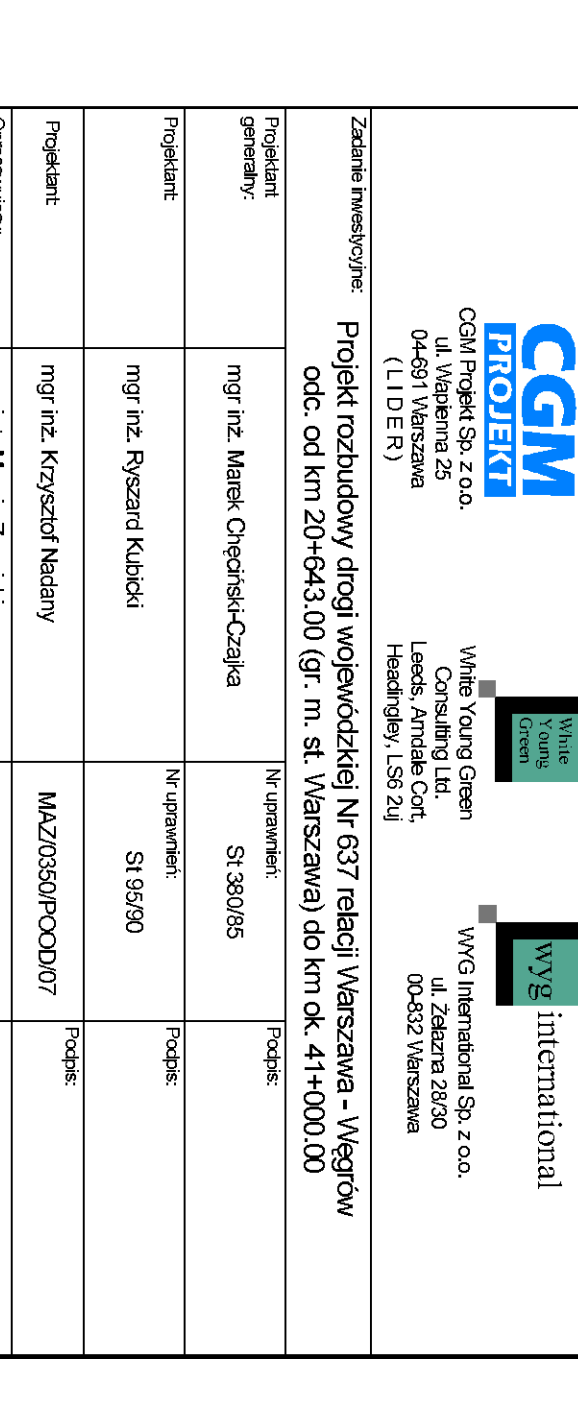 CGM
PROJEKT
CGM Projekt Sp. z o.o.
ul. Wapienna 25
04-691 Warszawa
( L I D E R )
White
Young
Green
White Young Green
Consulting Ltd.
Leeds, Arndale Cort,
Headingley, LS6 2uj
wyg international
WYG International Sp. z o.o.
ul. Żelazna 28/30
00-832 Warszawa
Zadanie inwestycyjne: Projekt rozbudowy drogi wojewódzkiej Nr 637 relacji Warszawa - Węgrów
odc. od km 20+643.00 (gr. m. st. Warszawa) do km ok. 41+000.00
Projektant
generalny:
mgr inż. Marek Chęciński-Czajka
Nr uprawnień:
St 380/85
Podpis:
Projektant:
mgr inż. Ryszard Kubicki
Nr uprawnień:
St 95/90
Podpis:
Projektant:
mgr inż. Krzysztof Nadany
MAZ/0350/POOD/07
Podpis: